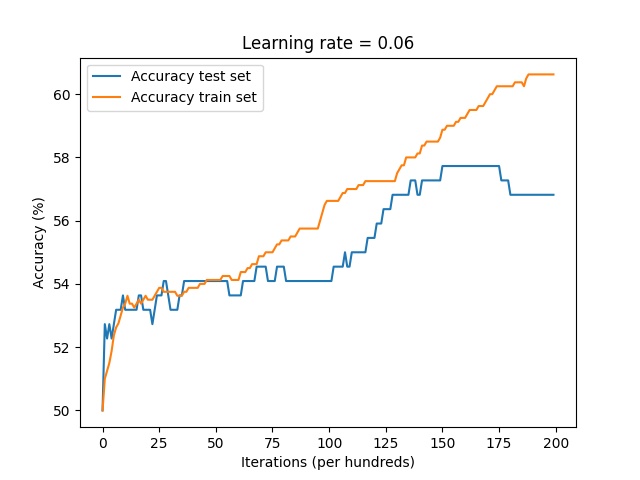 Learning rate = 0.06
Accuracy test set
Accuracy train set
60
58
56
54
52
50
Accuracy (%)
0 25 50 75 100 125 150 175 200
Iterations (per hundreds)